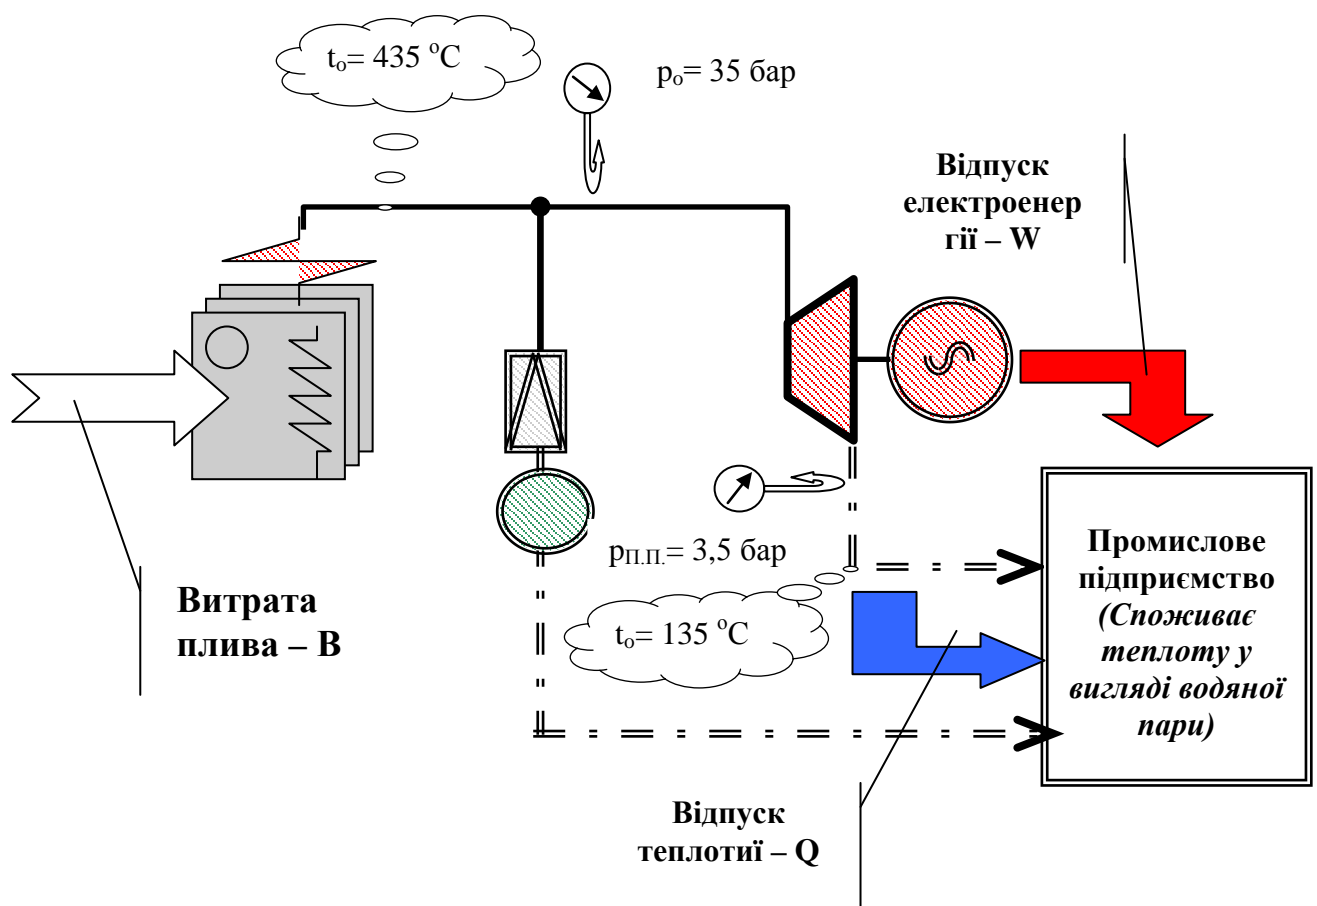 tₒ= 435 ᵒC
pₒ= 35 бар
Відпуск
електроенер
гії – W
pП.П.= 3,5 бар
tₒ= 135 ᵒC
Промислове
підприємство
(Споживає
теплоту у
вигляді водяної
пари)
Витрата
плива – В
Відпуск
теплотиї – Q